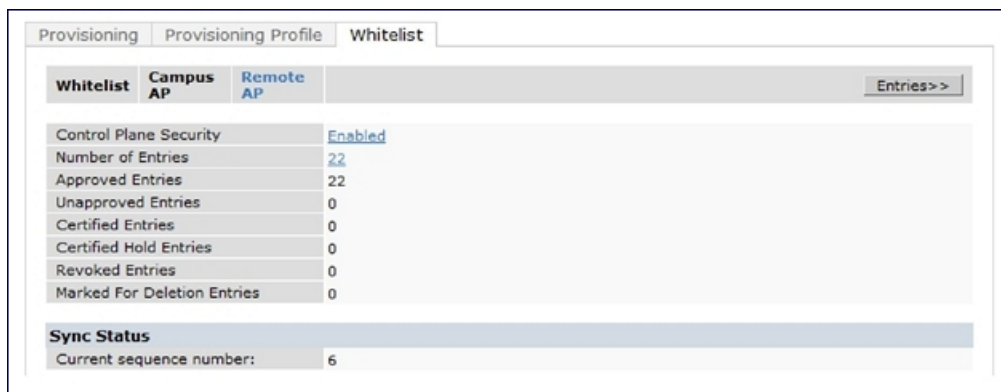 Provisioning Provisioning Profile Whitelist
Whitelist Campus AP Remote AP Entries>>
Control Plane Security Enabled
Number of Entries 22
Approved Entries 22
Unapproved Entries 0
Certified Entries 0
Certified Hold Entries 0
Revoked Entries 0
Marked For Deletion Entries 0
Sync Status
Current sequence number: 6